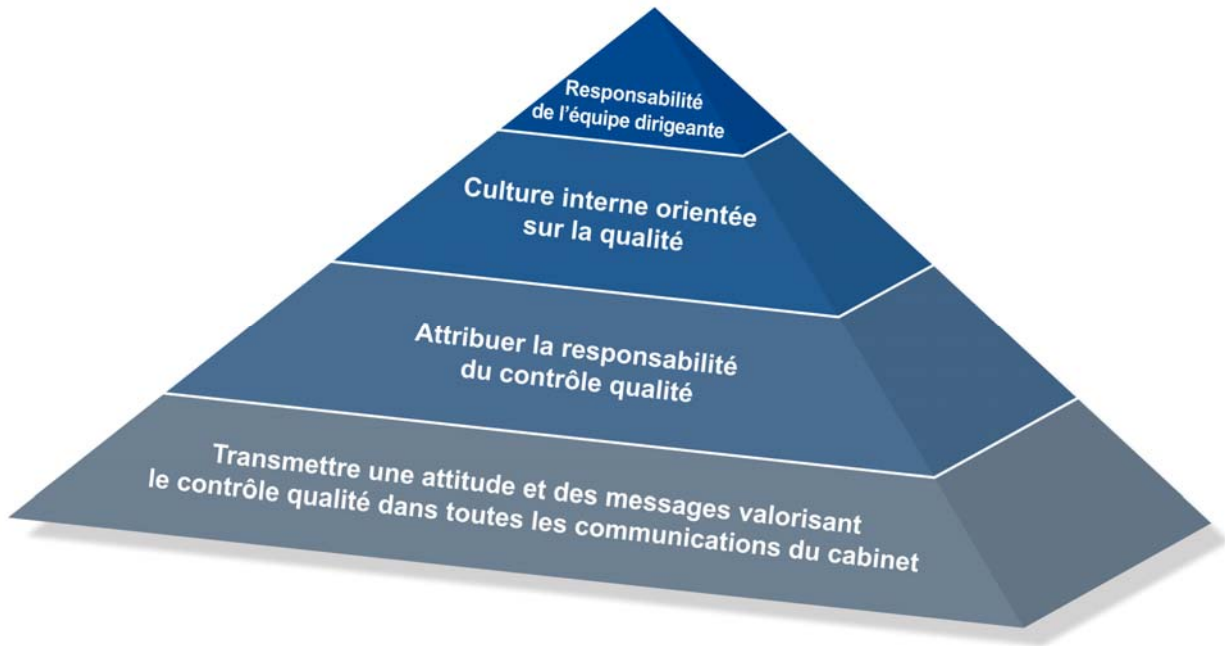 Responsabilité
de l’équipe dirigeante
Culture interne orientée
sur la qualité
Attribuer la responsabilité
du contrôle qualité
Transmettre une attitude et des messages valorisant
le contrôle qualité dans toutes les communications du cabinet